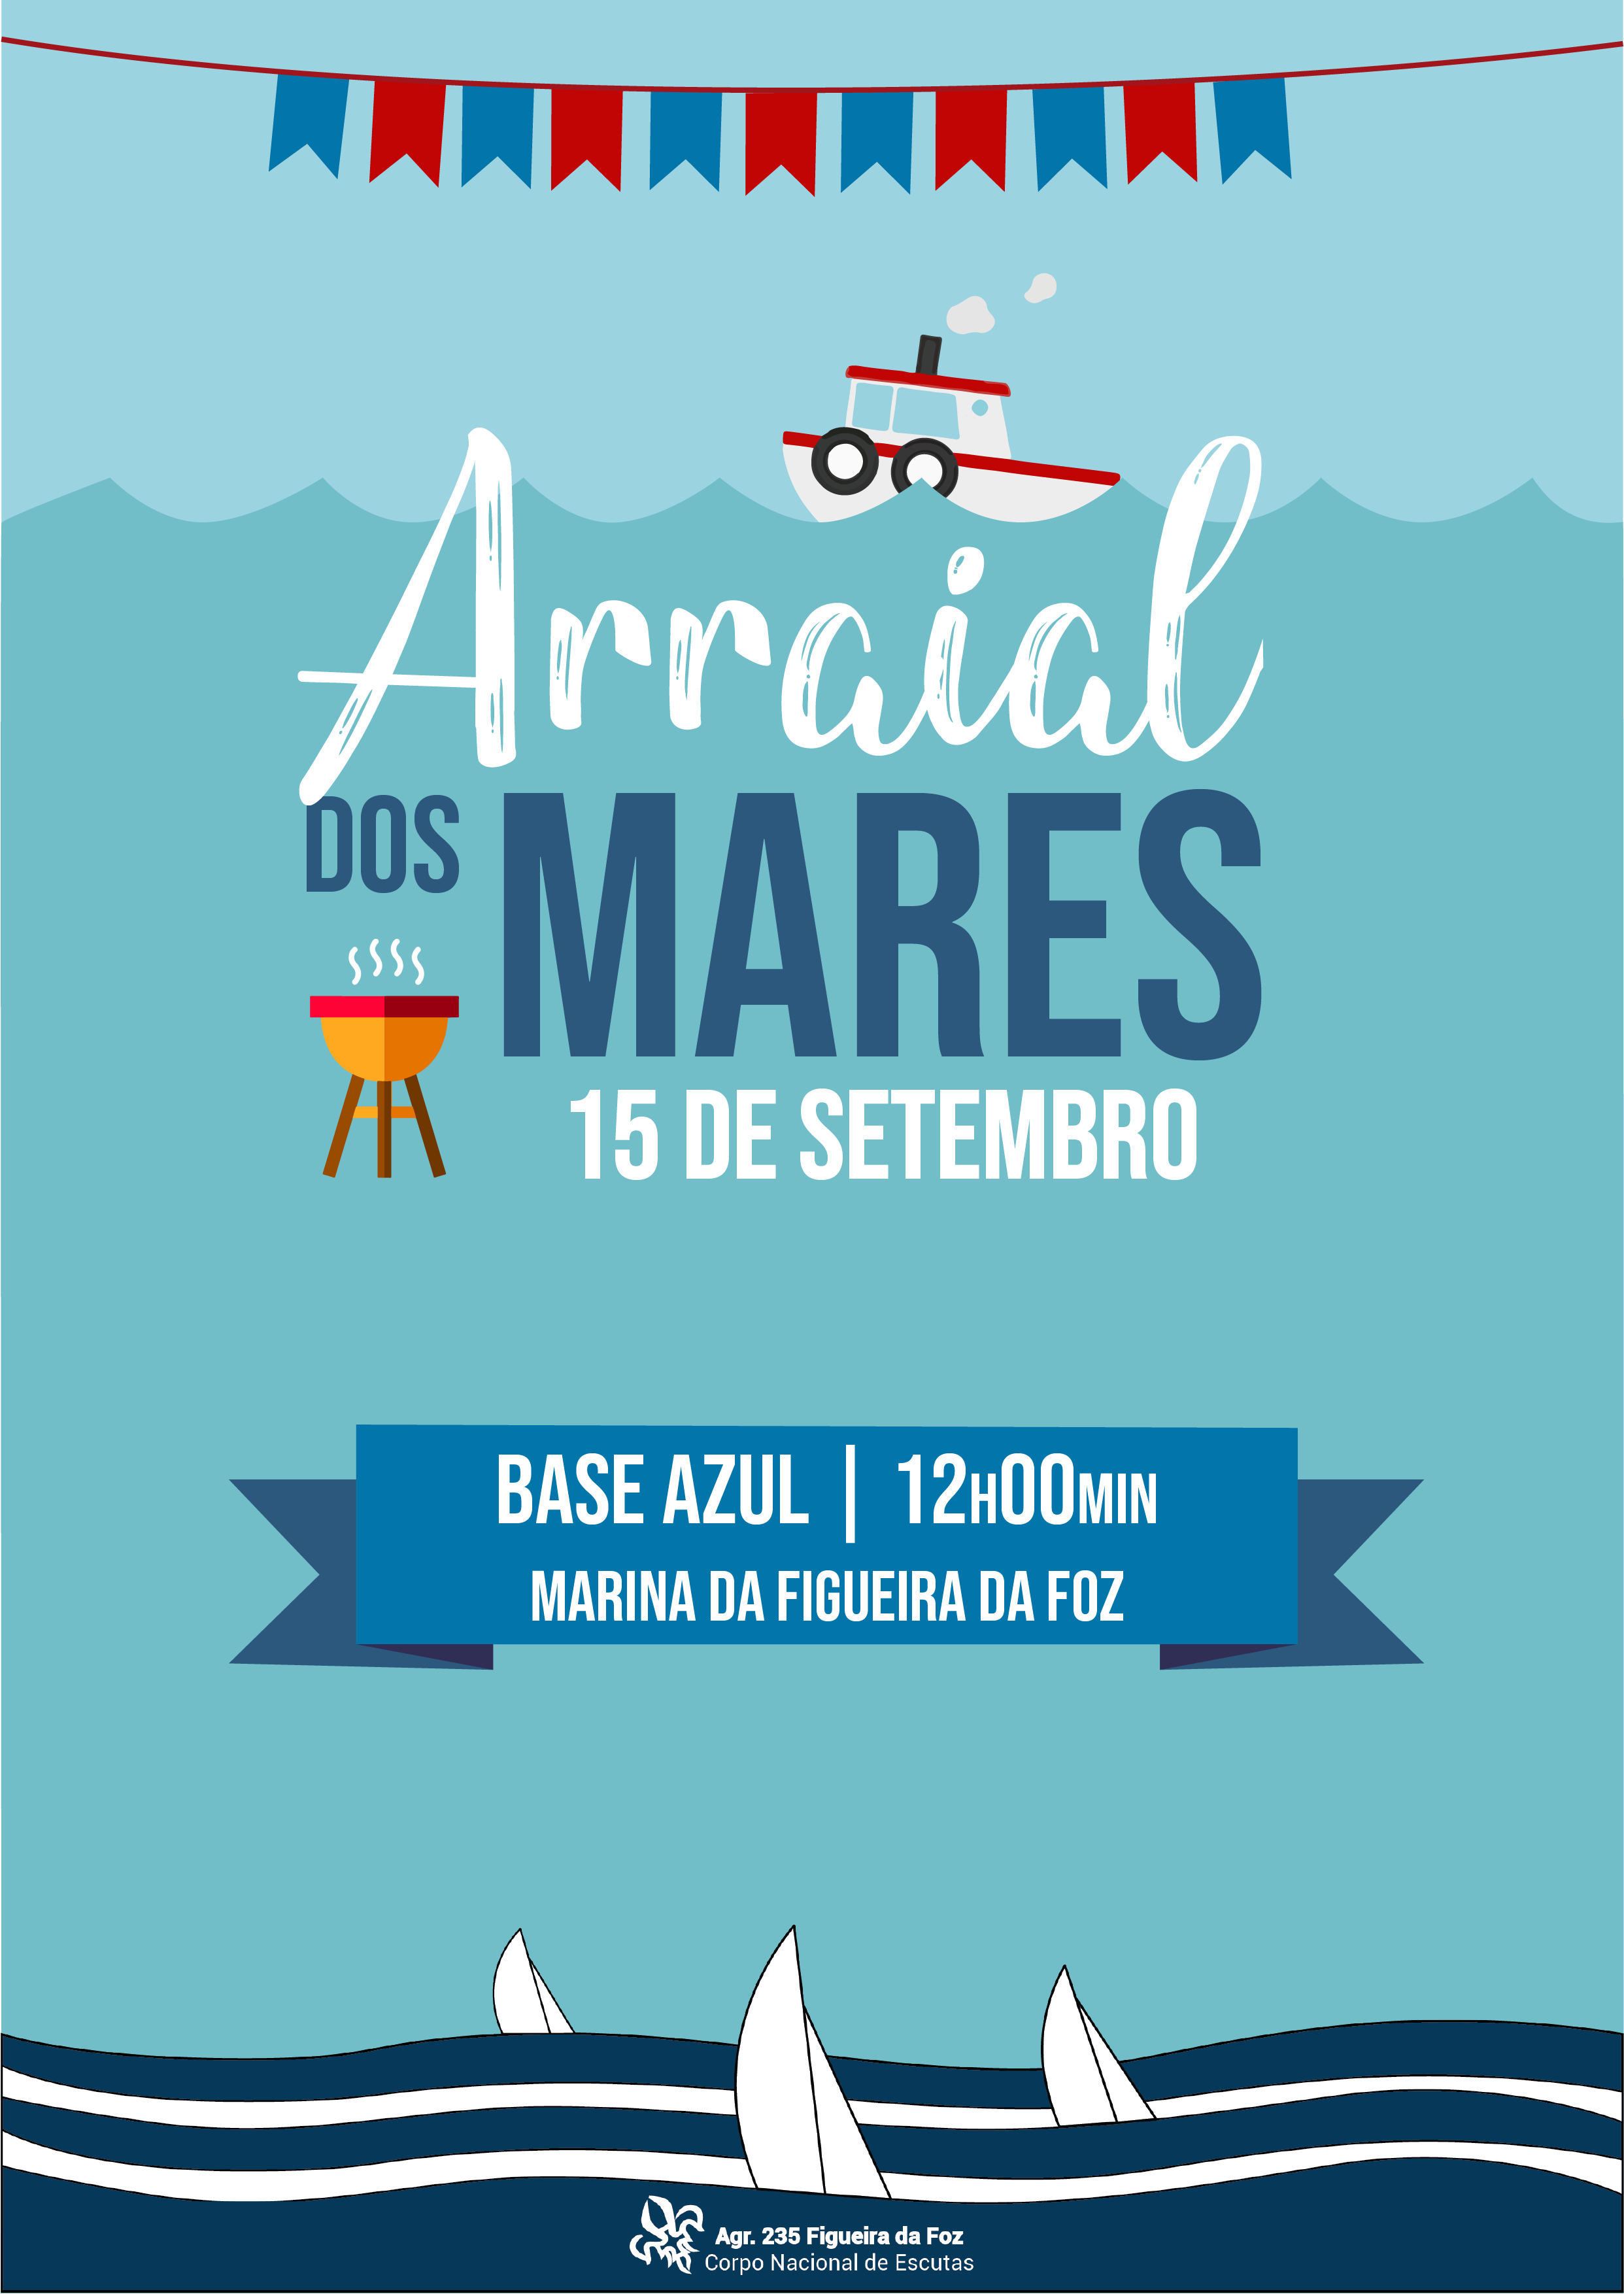 Arraial
DOS MARES
15 DE SETEMBRO
BASE AZUL | 12H00MIN
MARINA DA FIGUEIRA DA FOZ
Agr. 235 Figueira da Foz
Corpo Nacional de Escutas